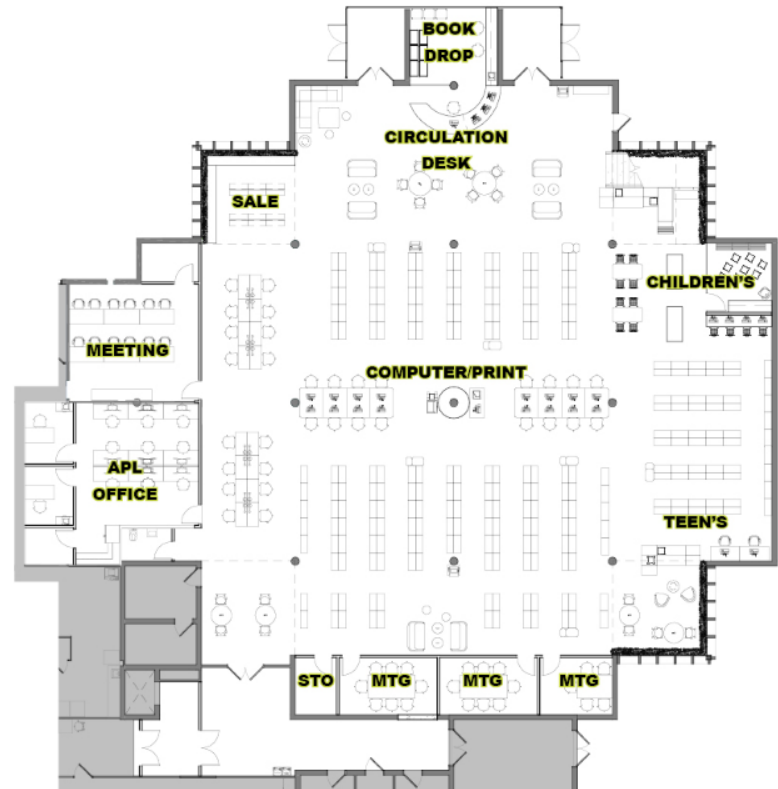 BOOK
DROP
CIRCULATION
DESK
SALE
CHILDREN'S
MEETING
COMPUTER/PRINT
APL
OFFICE
TEEN'S
STO
MTG
MTG
MTG